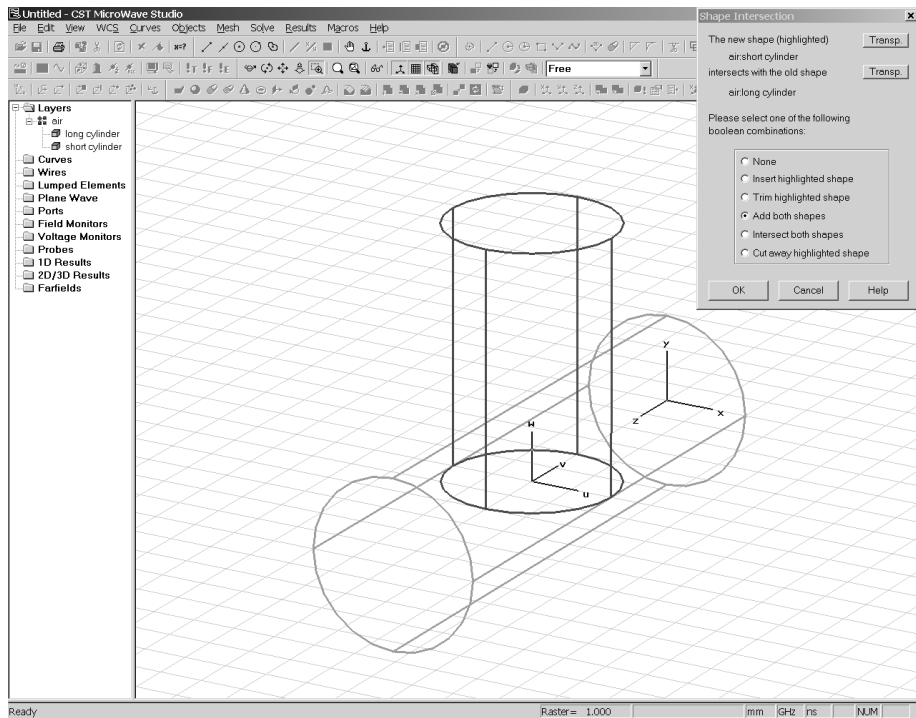 Untitled - CST MicroWave Studio
File Edit View WCS Curves Objects Mesh Solve Results Macros Help
Free
Layers
air
long cylinder
short cylinder
Curves
Wires
Lumped Elements
Plane Wave
Ports
Field Monitors
Voltage Monitors
Probes
1D Results
2D/3D Results
Farfields
Shape Intersection
The new shape (highlighted)
Transp.
air:short cylinder
intersects with the old shape
Transp.
air:long cylinder
Please select one of the following
boolean combinations:
None
Insert highlighted shape
Trim highlighted shape
Add both shapes
Intersect both shapes
Cut away highlighted shape
OK Cancel Help
y
x
z
w
v
u
Ready
Raster= 1.000
mm GHz ns NUM